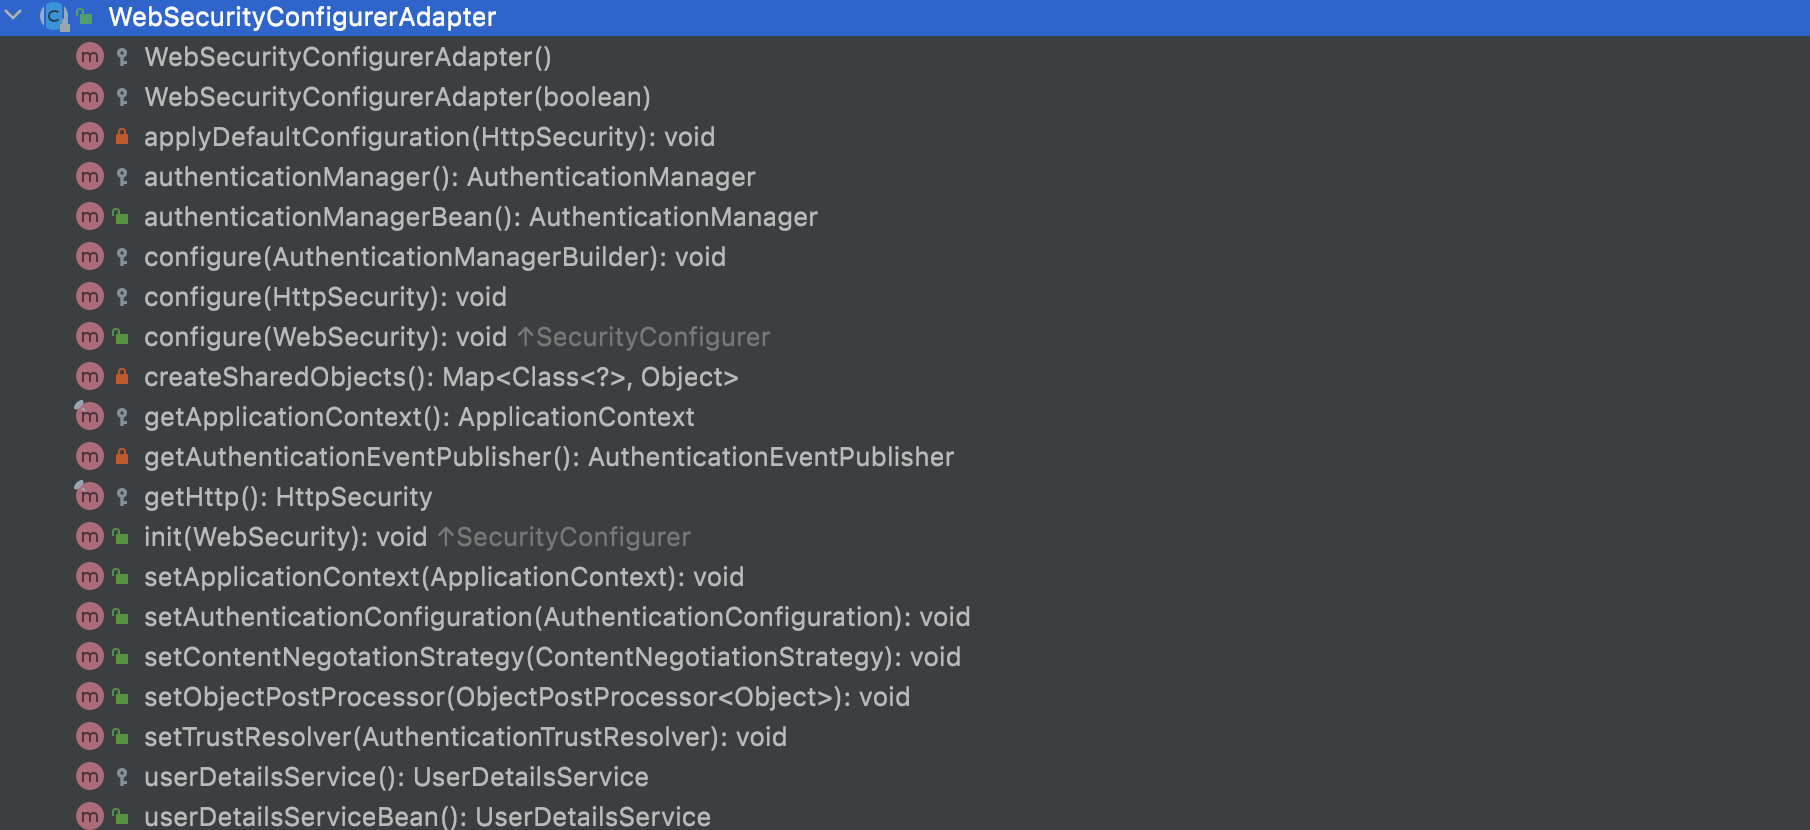 WebSecurityConfigurerAdapter
WebSecurityConfigurerAdapter()
WebSecurityConfigurerAdapter(boolean)
applyDefaultConfiguration(HttpSecurity): void
authenticationManager(): AuthenticationManager
authenticationManagerBean(): AuthenticationManager
configure(AuthenticationManagerBuilder): void
configure(HttpSecurity): void
configure(WebSecurity): void ↑SecurityConfigurer
createSharedObjects(): Map<Class<?>, Object>
getApplicationContext(): ApplicationContext
getAuthenticationEventPublisher(): AuthenticationEventPublisher
getHttp(): HttpSecurity
init(WebSecurity): void ↑SecurityConfigurer
setApplicationContext(ApplicationContext): void
setAuthenticationConfiguration(AuthenticationConfiguration): void
setContentNegotationStrategy(ContentNegotiationStrategy): void
setObjectPostProcessor(ObjectPostProcessor<Object>): void
setTrustResolver(AuthenticationTrustResolver): void
userDetailsService(): UserDetailsService
userDetailsServiceBean(): UserDetailsService